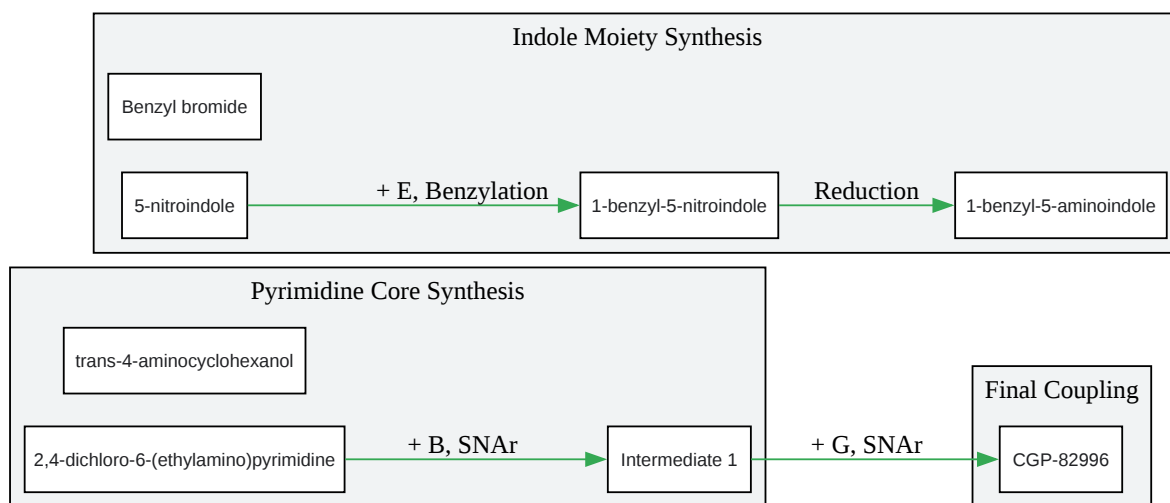 Indole Moiety Synthesis
Benzyl bromide
5-nitroindole
+ E, Benzylation
1-benzyl-5-nitroindole
Reduction
1-benzyl-5-aminoindole
Pyrimidine Core Synthesis
trans-4-aminocyclohexanol
2,4-dichloro-6-(ethylamino)pyrimidine
+ B, SNAr
Intermediate 1
+ G, SNAr
Final Coupling
CGP-82996